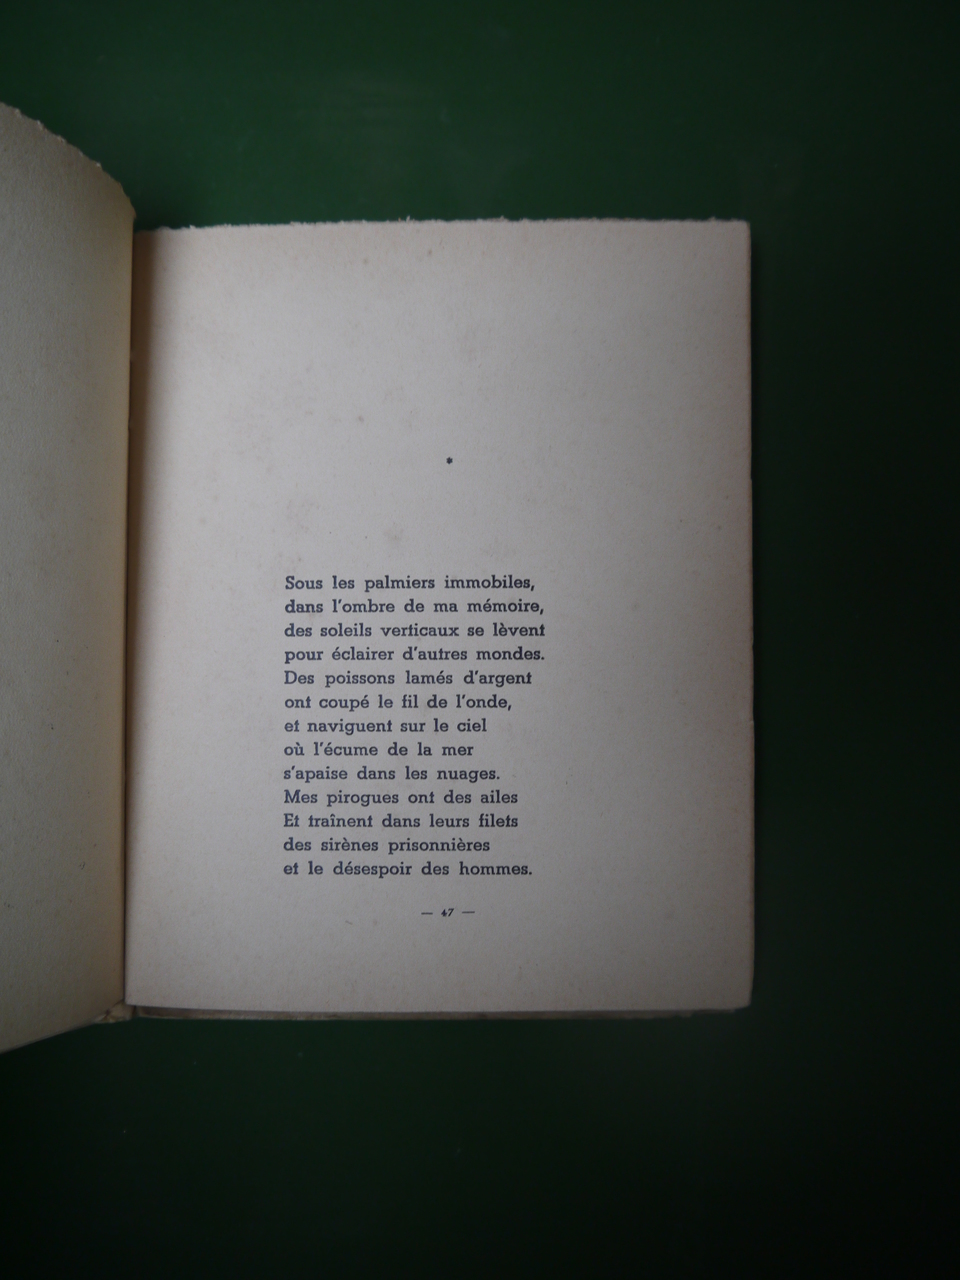 *
Sous les palmiers immobiles,
dans l'ombre de ma mémoire,
des soleils verticaux se lèvent
pour éclairer d'autres mondes.
Des poissons lamés d'argent
ont coupé le fil de l'onde,
et naviguent sur le ciel
où l'écume de la mer
s'apaise dans les nuages.
Mes pirogues ont des ailes
Et traînent dans leurs filets
des sirènes prisonnières
et le désespoir des hommes.
— 47 —